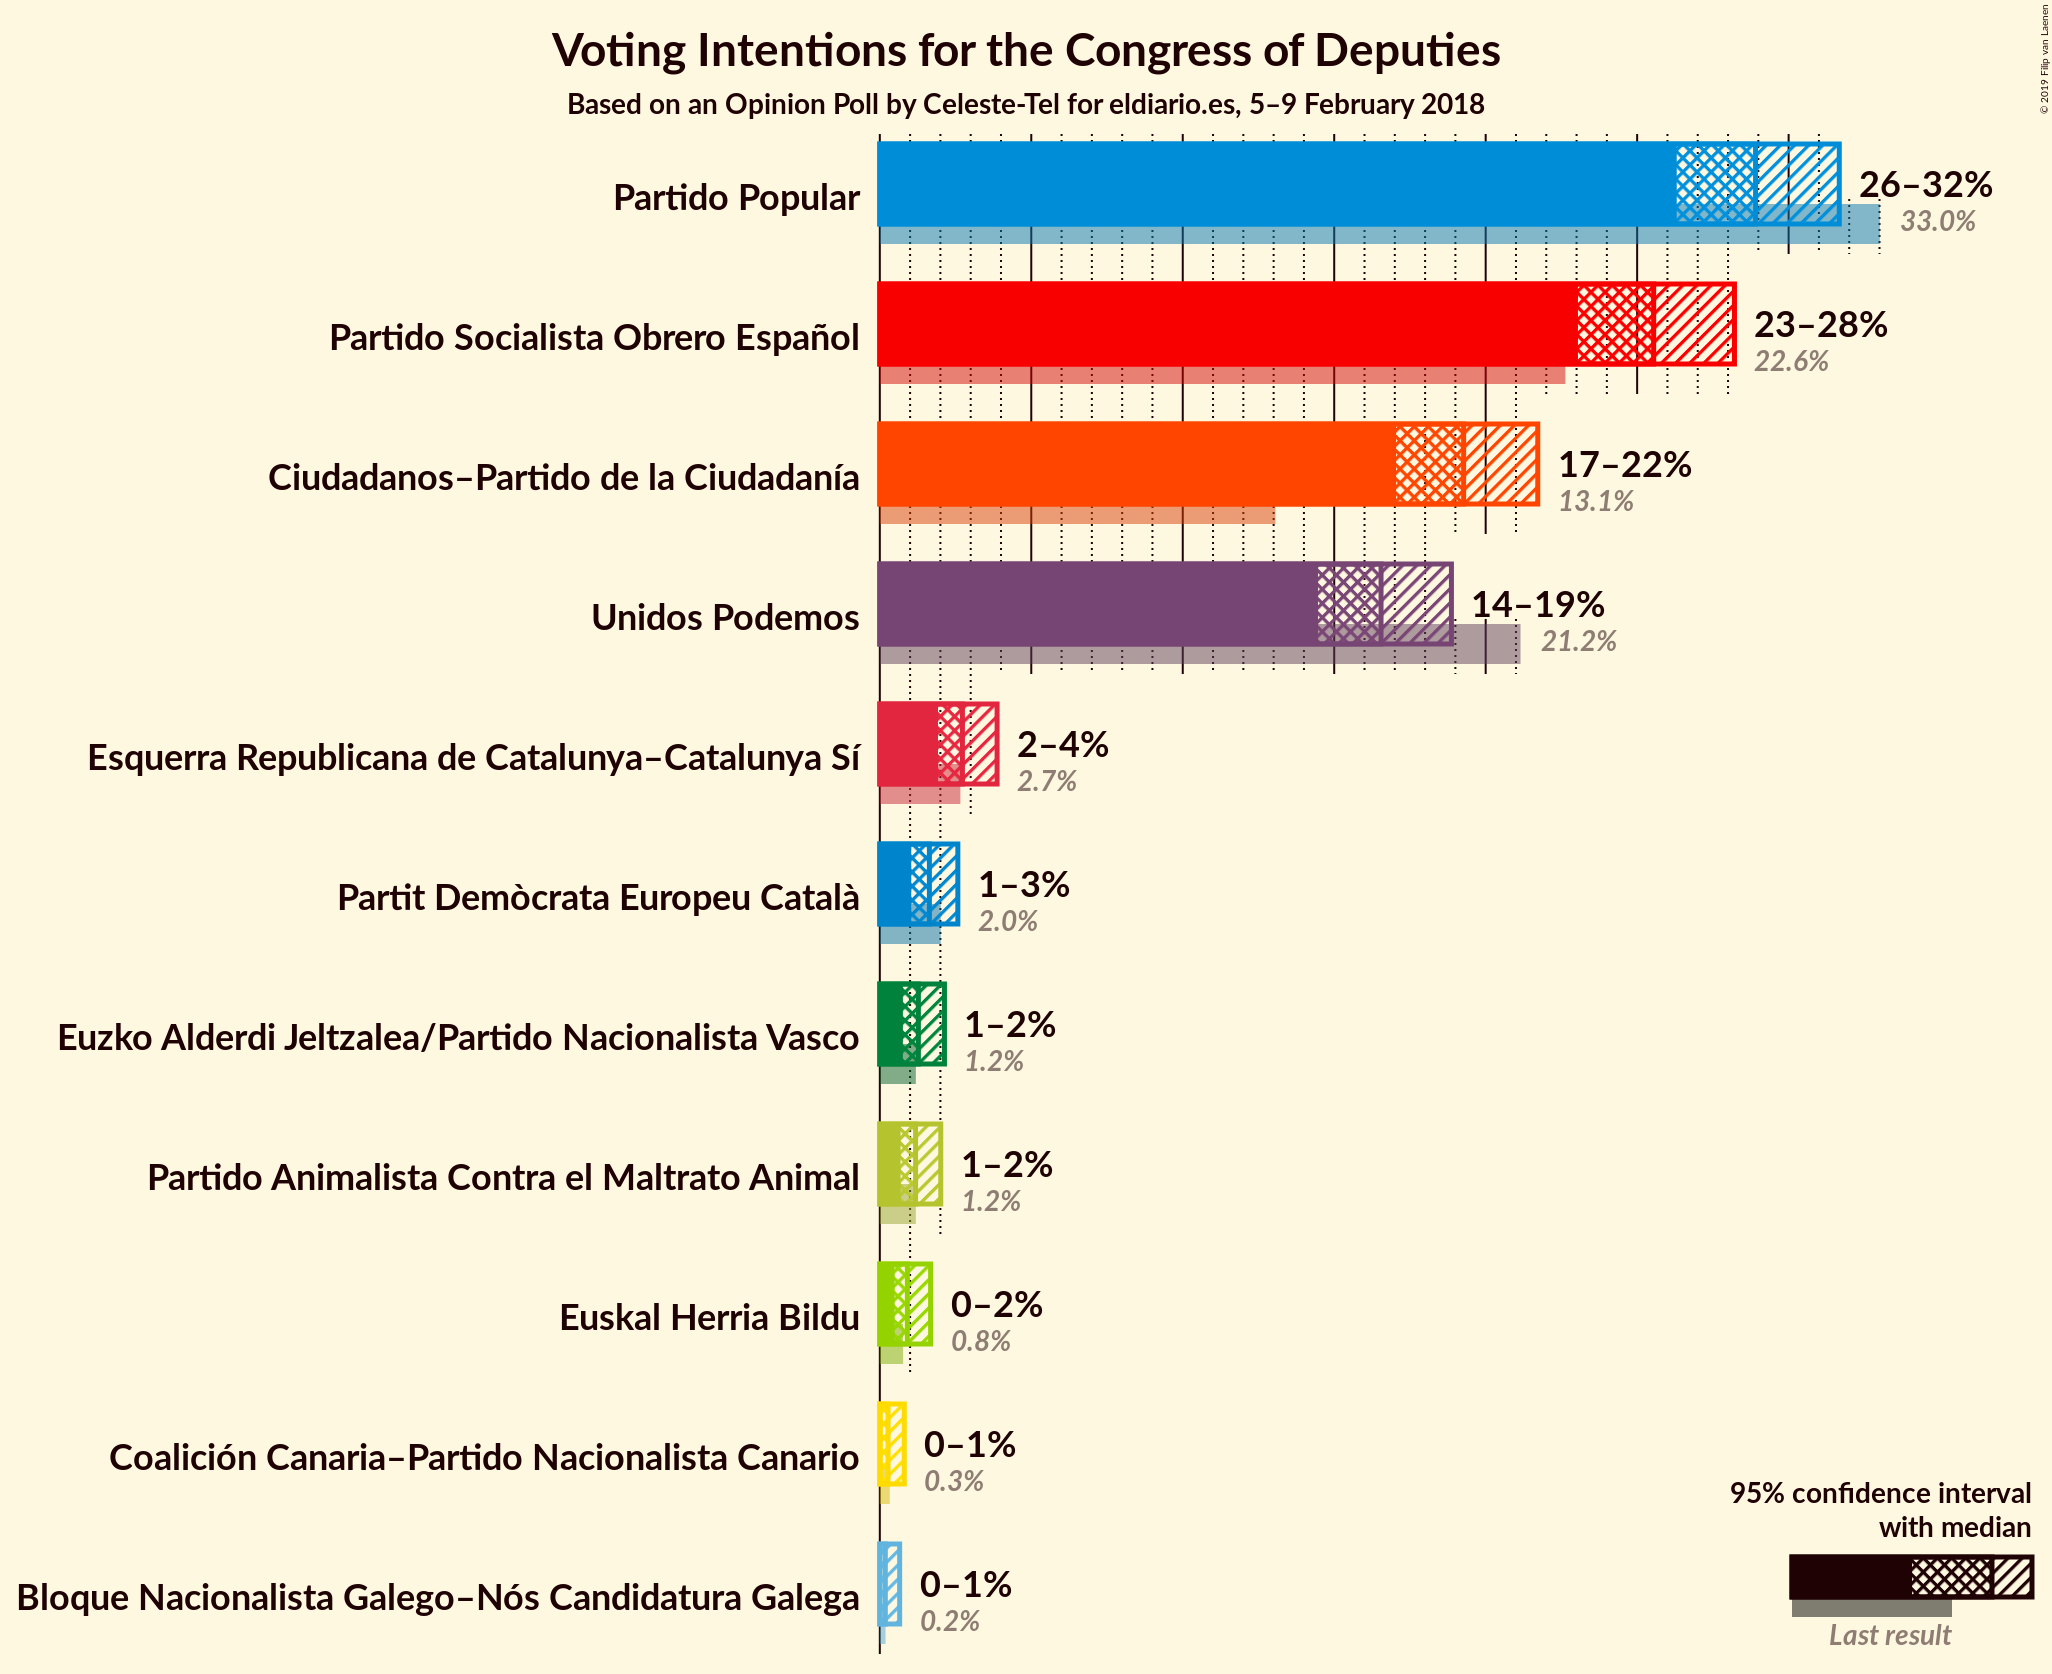 Voting Intentions for the Congress of Deputies
Based on an Opinion Poll by Celeste-Tel for eldiario.es, 5–9 February 2018
© 2019 Filip van Laenen
Partido Popular
26–32%
33.0%
Partido Socialista Obrero Español
23–28%
22.6%
Ciudadanos–Partido de la Ciudadanía
17–22%
13.1%
Unidos Podemos
14–19%
21.2%
Esquerra Republicana de Catalunya–Catalunya Sí
2–4%
2.7%
Partit Demòcrata Europeu Català
1–3%
2.0%
Euzko Alderdi Jeltzalea/Partido Nacionalista Vasco
1–2%
1.2%
Partido Animalista Contra el Maltrato Animal
1–2%
1.2%
Euskal Herria Bildu
0–2%
0.8%
Coalición Canaria–Partido Nacionalista Canario
0–1%
0.3%
Bloque Nacionalista Galego–Nós Candidatura Galega
0–1%
0.2%
95% confidence interval
with median
Last result